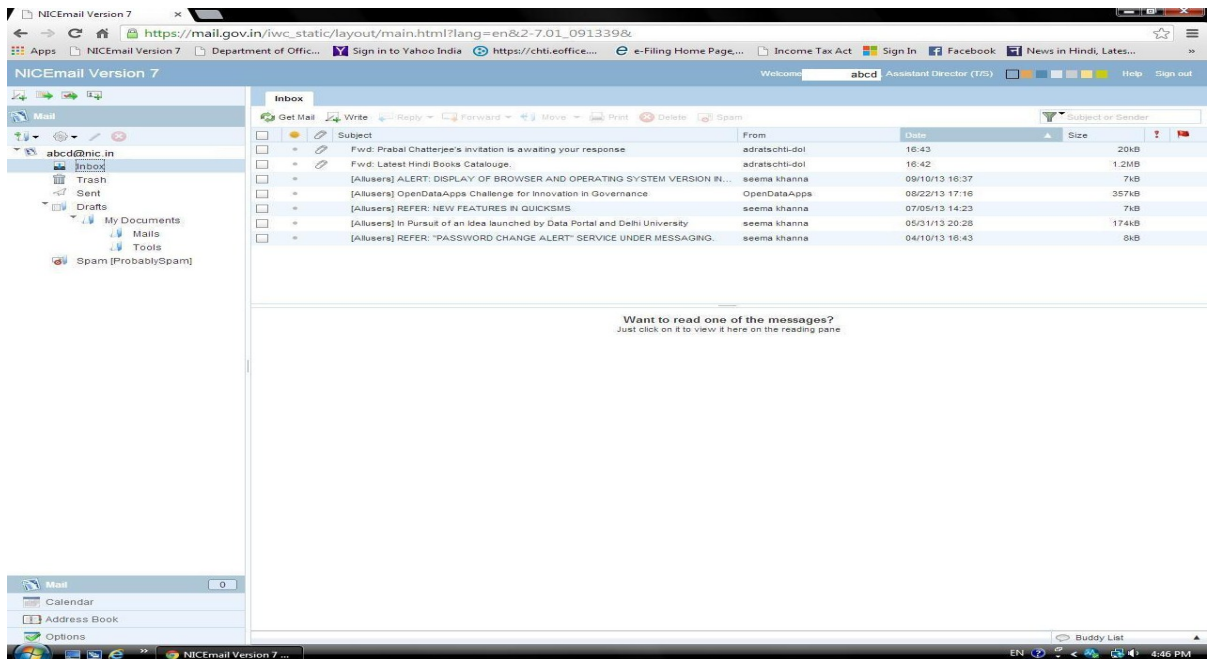 NICEmail Version 7
https://mail.gov.in/iwc_static/layout/main.html?lang=en&2-7.01_091339&
Apps NICEmail Version 7 Department of Offic... Sign in to Yahoo India https://chti.eoffice.... e-Filing Home Page,... Income Tax Act Sign In Facebook News in Hindi, Lates... »
NICEmail Version 7 Welcome abcd , Assistant Director (T/S) Help Sign out
Inbox
Mail Get Mail Write Reply Forward Move Print Delete Spam Subject or Sender
Subject From Date Size
abcd@nic.in
Inbox
Trash
Sent
Drafts
My Documents
Mails
Tools
Spam [ProbablySpam]
Fwd: Prabal Chatterjee's invitation is awaiting your response adratschti-dol 16:43 20kB
Fwd: Latest Hindi Books Catalouge. adratschti-dol 16:42 1.2MB
[Allusers] ALERT: DISPLAY OF BROWSER AND OPERATING SYSTEM VERSION IN... seema khanna 09/10/13 16:37 7kB
[Allusers] OpenDataApps Challenge for Innovation in Governance OpenDataApps 08/22/13 17:16 357kB
[Allusers] REFER: NEW FEATURES IN QUICKSMS seema khanna 07/05/13 14:23 7kB
[Allusers] In Pursuit of an Idea launched by Data Portal and Delhi University seema khanna 05/31/13 20:28 174kB
[Allusers] REFER: "PASSWORD CHANGE ALERT" SERVICE UNDER MESSAGING. seema khanna 04/10/13 16:43 8kB
Want to read one of the messages?
Just click on it to view it here on the reading pane
Mail 0
Calendar
Address Book
Options
Buddy List
NICEmail Version 7 ... EN 4:46 PM